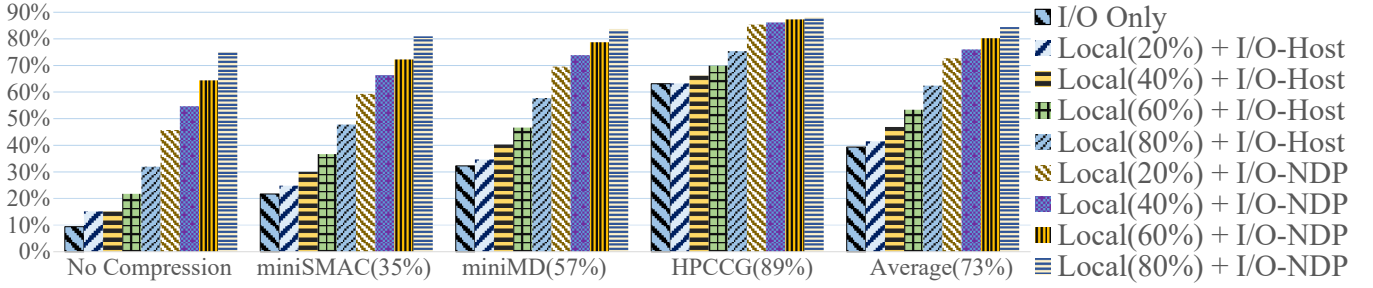 90%
80%
70%
60%
50%
40%
30%
20%
10%
0%
No Compression
miniSMAC(35%)
miniMD(57%)
HPCCG(89%)
Average(73%)
I/O Only
Local(20%) + I/O-Host
Local(40%) + I/O-Host
Local(60%) + I/O-Host
Local(80%) + I/O-Host
Local(20%) + I/O-NDP
Local(40%) + I/O-NDP
Local(60%) + I/O-NDP
Local(80%) + I/O-NDP